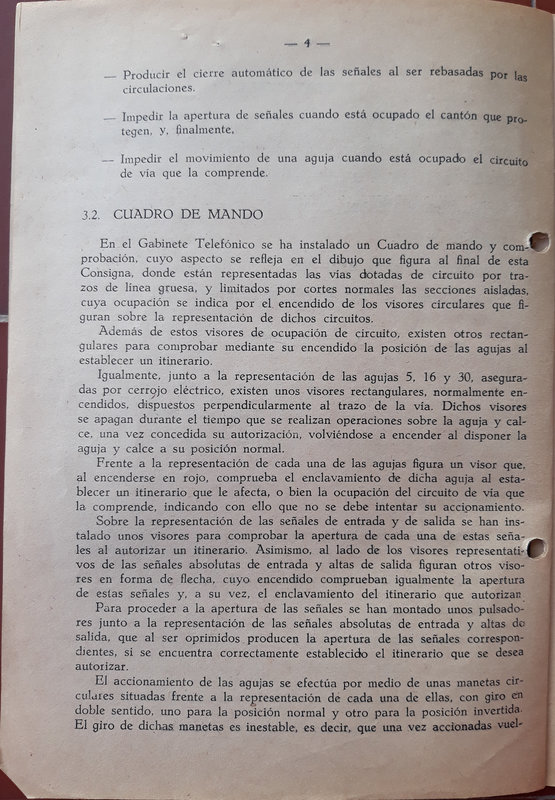 — 4 —
— Producir el cierre automático de las señales al ser rebasadas por las
circulaciones.
— Impedir la apertura de señales cuando está ocupado el cantón que pro-
tegen, y, finalmente,
— Impedir el movimiento de una aguja cuando está ocupado el circuito
de vía que la comprende.
3.2. CUADRO DE MANDO
En el Gabinete Telefónico se ha instalado un Cuadro de mando y com-
probación, cuyo aspecto se refleja en el dibujo que figura al final de esta
Consigna, donde están representadas las vías dotadas de circuito por tra-
zos de línea gruesa, y limitados por cortes normales las secciones aisladas,
cuya ocupación se indica por el encendido de los visores circulares que fi-
guran sobre la representación de dichos circuitos.
Además de estos visores de ocupación de circuito, existen otros rectan-
gulares para comprobar mediante su encendido la posición de las agujas al
establecer un itinerario.
Igualmente, junto a la representación de las agujas 5, 16 y 30, asegura-
das por cerrojo eléctrico, existen unos visores rectangulares, normalmente en-
cendidos, dispuestos perpendicularmente al trazo de la vía. Dichos visores
se apagan durante el tiempo que se realizan operaciones sobre la aguja y cal-
ce, una vez concedida su autorización, volviéndose a encender al disponer la
aguja y calce a su posición normal.
Frente a la representación de cada una de las agujas figura un visor que,
al encenderse en rojo, comprueba el enclavamiento de dicha aguja al esta-
blecer un itinerario que le afecta, o bien la ocupación del circuito de vía que
la comprende, indicando con ello que no se debe intentar su accionamiento.
Sobre la representación de las señales de entrada y de salida se han ins-
talado unos visores para comprobar la apertura de cada una de estas seña-
les al autorizar un itinerario. Asimismo, al lado de los visores representati-
vos de las señales absolutas de entrada y altas de salida figuran otros viso-
res en forma de flecha, cuyo encendido comprueban igualmente la apertura
de estas señales y, a su vez, el enclavamiento del itinerario que autorizan.
Para proceder a la apertura de las señales se han montado unos pulsado-
res junto a la representación de las señales absolutas de entrada y altas de
salida, que al ser oprimidos producen la apertura de las señales correspon-
dientes, si se encuentra correctamente establecido el itinerario que se desea
autorizar.
El accionamiento de las agujas se efectúa por medio de unas manetas cir-
culares situadas frente a la representación de cada una de ellas, con giro en
doble sentido, uno para la posición normal y otro para la posición invertida.
El giro de dichas manetas es inestable, es decir, que una vez accionadas vuel-